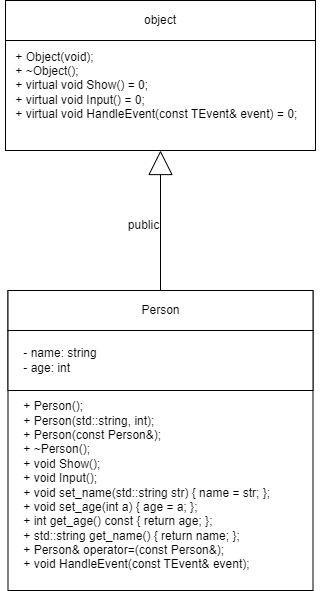 object
+ Object(void);
+ ~Object();
+ virtual void Show() = 0;
+ virtual void Input() = 0;
+ virtual void HandleEvent(const TEvent& event) = 0;
public
Person
- name: string
- age: int
+ Person();
+ Person(std::string, int);
+ Person(const Person&);
+ ~Person();
+ void Show();
+ void Input();
+ void set_name(std::string str) { name = str; };
+ void set_age(int a) { age = a; };
+ int get_age() const { return age; };
+ std::string get_name() { return name; };
+ Person& operator=(const Person&);
+ void HandleEvent(const TEvent& event);